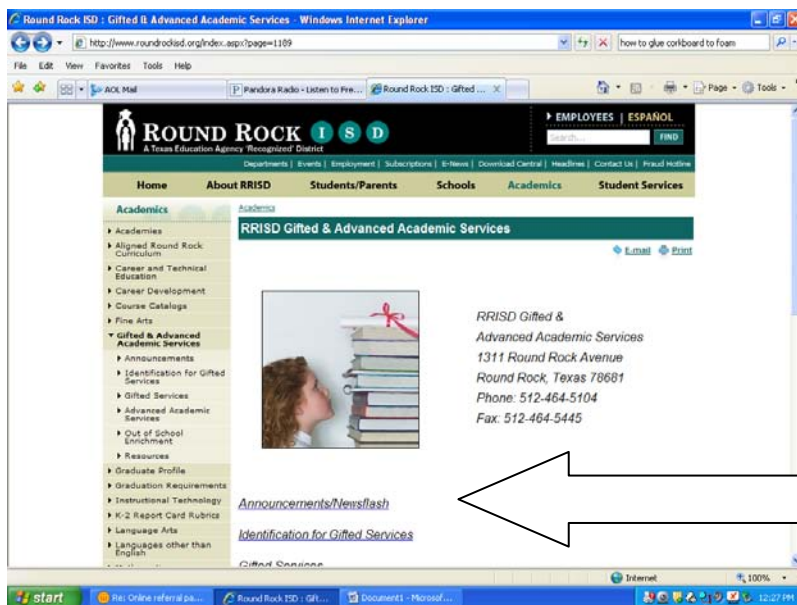 Round Rock ISD : Gifted & Advanced Academic Services - Windows Internet Explorer
http://www.roundrockisd.org/index.aspx?page=1189
how to glue corkboard to foam
File Edit View Favorites Tools Help
AOL Mail
Pandora Radio - Listen to Fre...
Round Rock ISD : Gifted ...
Page
Tools
EMPLOYEES | ESPAÑOL
ROUND ROCK I S D
A Texas Education Agency 'Recognized' District
Search...
FIND
Departments | Events | Employment | Subscriptions | E-News | Download Central | Headlines | Contact Us | Fraud Hotline
Home About RRISD Students/Parents Schools Academics Student Services
Academics
Academies
Aligned Round Rock
Curriculum
Career and Technical
Education
Career Development
Course Catalogs
Fine Arts
Gifted & Advanced
Academic Services
Announcements
Identification for Gifted
Services
Gifted Services
Advanced Academic
Services
Out of School
Enrichment
Resources
Graduate Profile
Graduation Requirements
Instructional Technology
K-2 Report Card Rubrics
Language Arts
Languages other than
English
Academics
RRISD Gifted & Advanced Academic Services
E-mail Print
RRISD Gifted &
Advanced Academic Services
1311 Round Rock Avenue
Round Rock, Texas 78681
Phone: 512-464-5104
Fax: 512-464-5445
Announcements/Newsflash
Identification for Gifted Services
Gifted Services
Internet
100%
start
Re: Online referral pa...
Round Rock ISD : Gift...
Document1 - Microsof...
12:27 PM